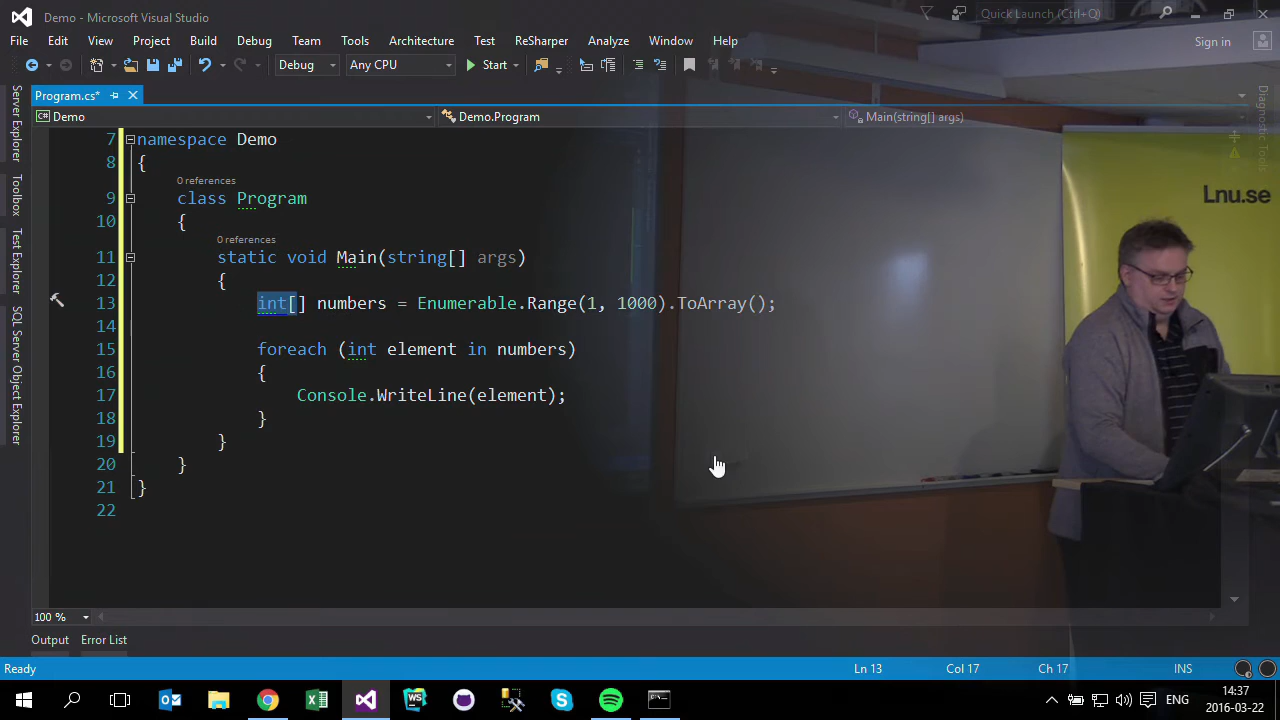 Demo - Microsoft Visual Studio
Quick Launch (Ctrl+Q)
File Edit View Project Build Debug Team Tools Architecture Test ReSharper Analyze Window Help
Sign in
Debug Any CPU Start
Program.cs*
Demo Demo.Program Main(string[] args)
Server Explorer
Toolbox
Test Explorer
SQL Server Object Explorer
Diagnostic Tools
Lnu.se
7 namespace Demo
8 {
0 references
9 class Program
10 {
0 references
11 static void Main(string[] args)
12 {
13 int[] numbers = Enumerable.Range(1, 1000).ToArray();
14
15 foreach (int element in numbers)
16 {
17 Console.WriteLine(element);
18 }
19 }
20 }
21 }
22
100 %
Output Error List
Ready Ln 13 Col 17 Ch 17 INS
ENG 14:37
2016-03-22